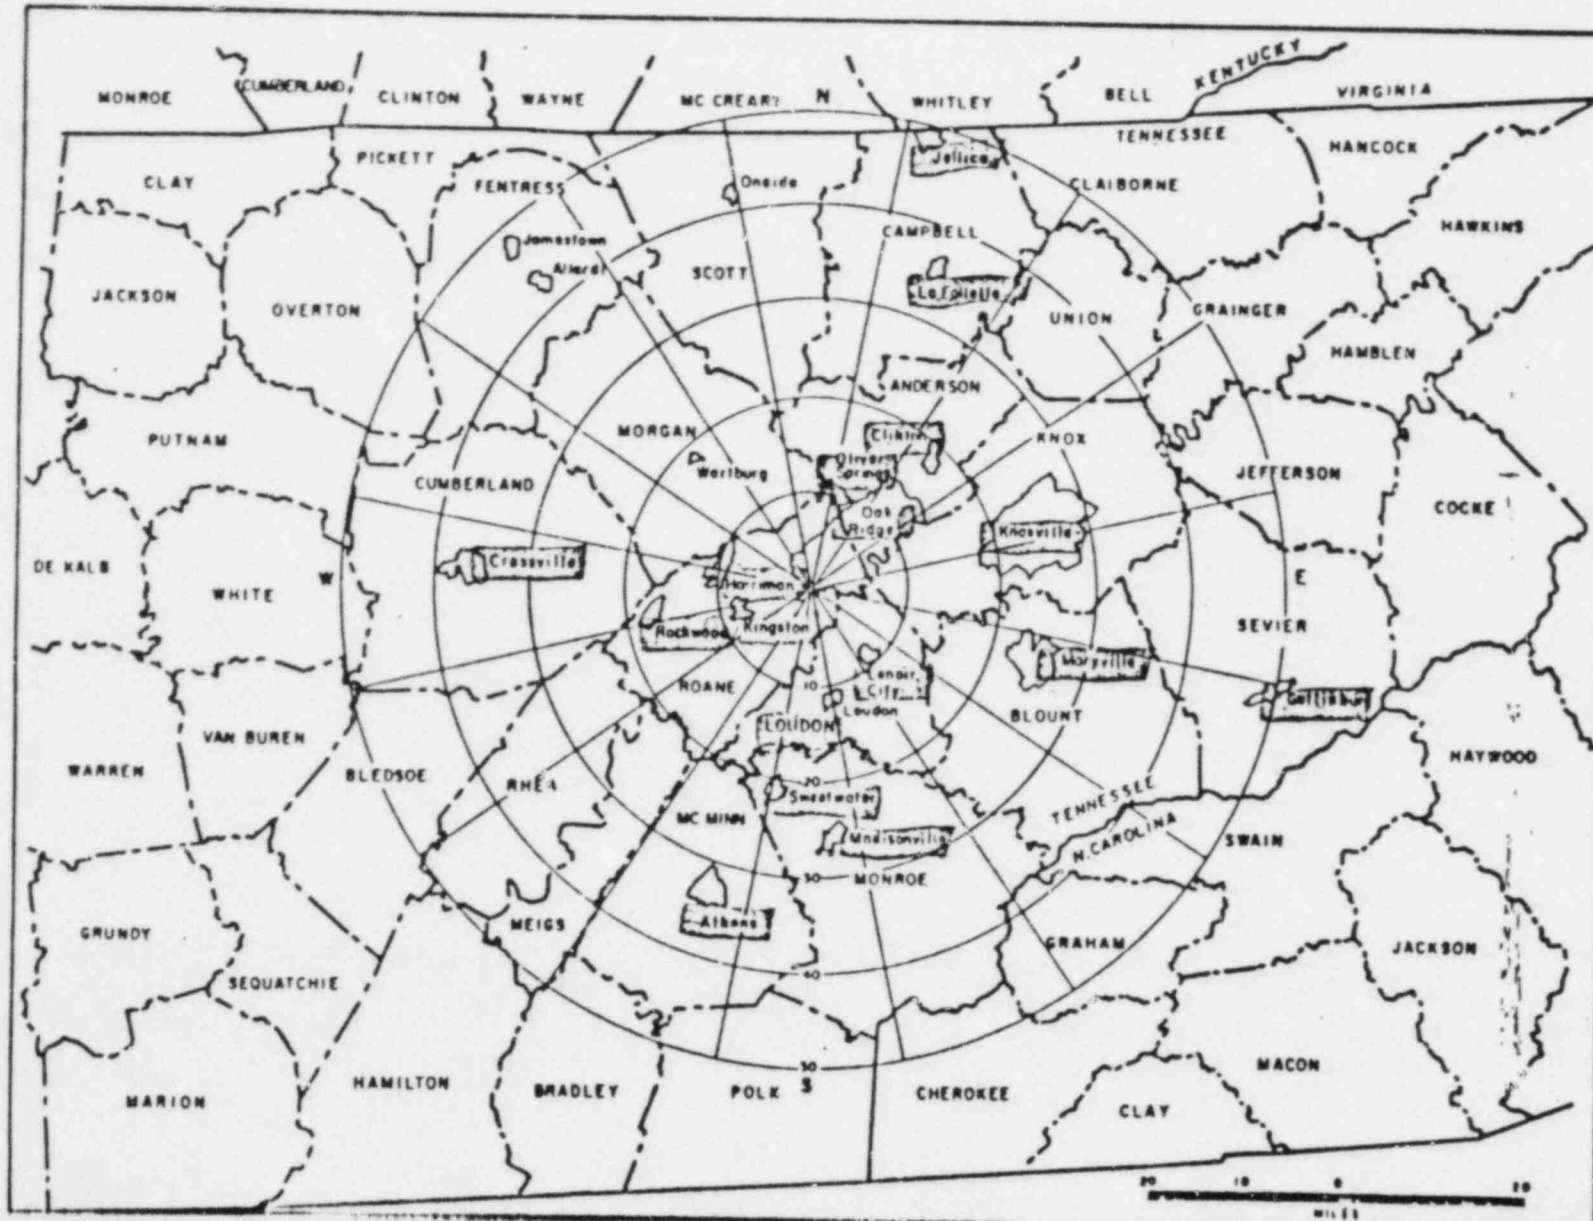 KENTUCKY
MONROE
CUMBERLAND
CLINTON
WAYNE
MC CREARY
N
WHITLEY
BELL
VIRGINIA
TENNESSEE
PICKETT
HANCOCK
CLAY
FENTRESS
Oneida
Jellico
CLAIBORNE
HAWKINS
Jamestown
CAMPBELL
Allardt
SCOTT
JACKSON
OVERTON
La Follette
UNION
GRAINGER
HAMBLEN
ANDERSON
PUTNAM
MORGAN
Clinton
KNOX
Wartburg
Oliver
Springs
JEFFERSON
CUMBERLAND
COCKE
Oak
Ridge
Knoxville
DE KALB
Crossville
W
Harriman
E
WHITE
Rockwood
Kingston
SEVIER
Maryville
ROANE
10
Lenoir
City
Loudon
Gatlinburg
LOUDON
BLOUNT
VAN BUREN
WARREN
BLEDSOE
RHEA
20
Sweetwater
TENNESSEE
HAYWOOD
MC MINN
Madisonville
N. CAROLINA
SWAIN
30
MONROE
GRUNDY
MEIGS
Athens
GRAHAM
JACKSON
SEQUATCHIE
40
50
MARION
HAMILTON
BRADLEY
POLK
S
CHEROKEE
MACON
CLAY
20 10 0 20
MILES